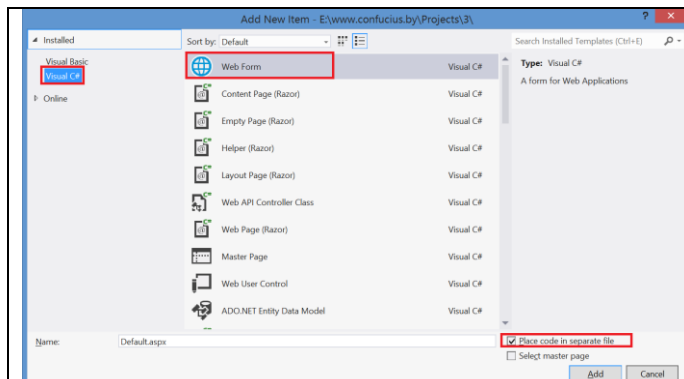 Add New Item - E:\www.confucius.by\Projects\3\
? X
Installed
Sort by: Default
Search Installed Templates (Ctrl+E)
Visual Basic
Visual C#
Online
Web Form Visual C#
Content Page (Razor) Visual C#
Empty Page (Razor) Visual C#
Helper (Razor) Visual C#
Layout Page (Razor) Visual C#
Web API Controller Class Visual C#
Web Page (Razor) Visual C#
Master Page Visual C#
Web User Control Visual C#
ADO.NET Entity Data Model Visual C#
Type: Visual C#
A form for Web Applications
Name: Default.aspx
Place code in separate file
Select master page
Add Cancel